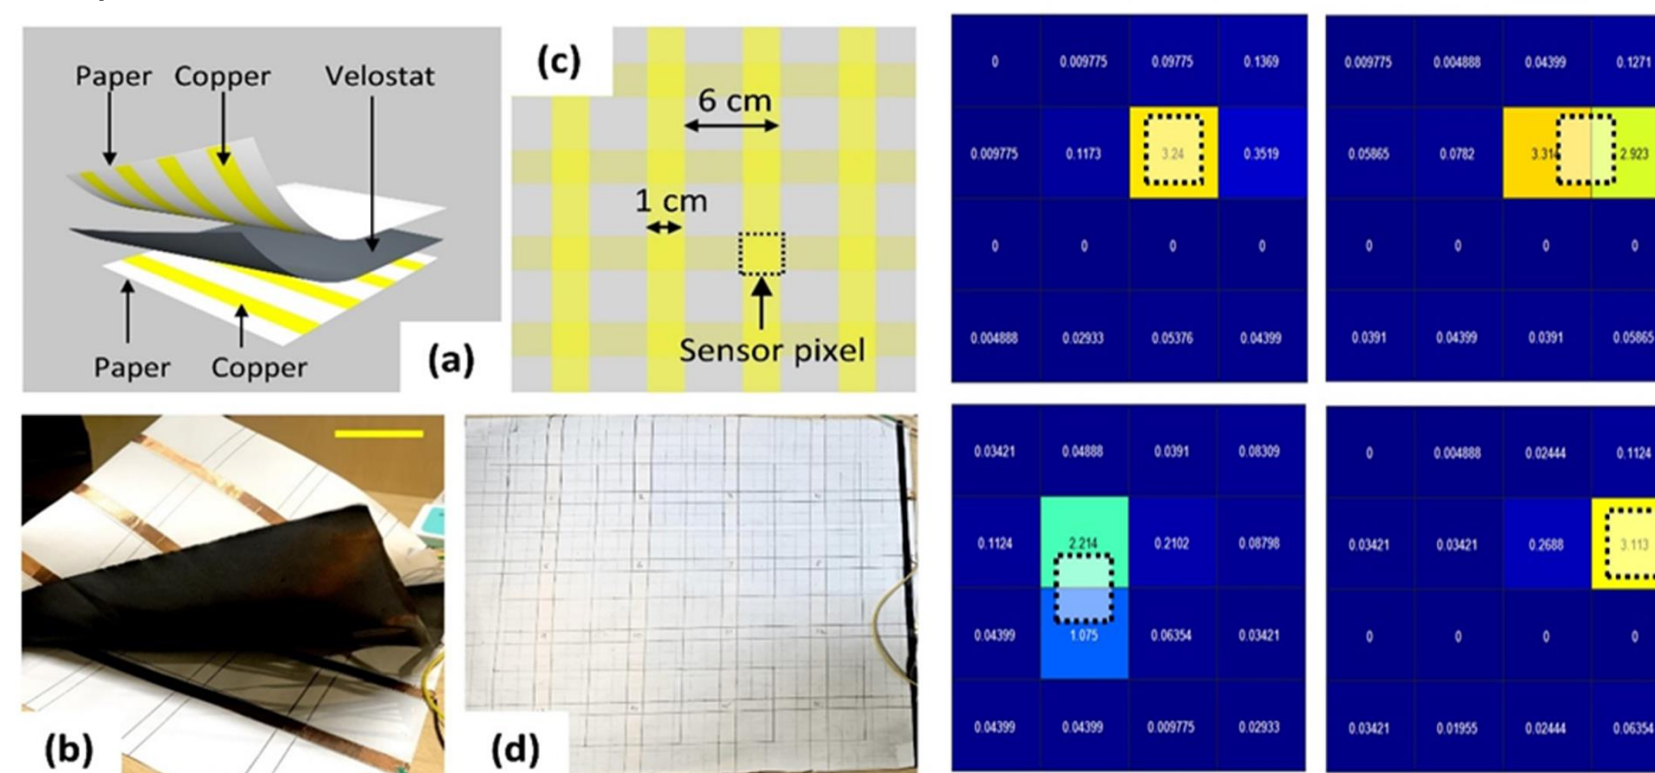 Paper Copper Velostat
Paper Copper
(a)
(c)
6 cm
1 cm
Sensor pixel
(b)
(d)
0 0.009775 0.09775 0.1369
0.009775 0.1173 3.24 0.3519
0 0 0 0
0.004888 0.02933 0.05376 0.04399
0.009775 0.004888 0.04399 0.1271
0.05865 0.0782 3.314 2.923
0 0 0 0
0.0391 0.04399 0.0391 0.05865
0.03421 0.04888 0.0391 0.08309
0.1124 2.214 0.2102 0.08798
0.04399 1.075 0.06354 0.03421
0.04399 0.04399 0.009775 0.02933
0 0.004888 0.02444 0.1124
0.03421 0.03421 0.2688 3.113
0 0 0 0
0.03421 0.01955 0.02444 0.06354